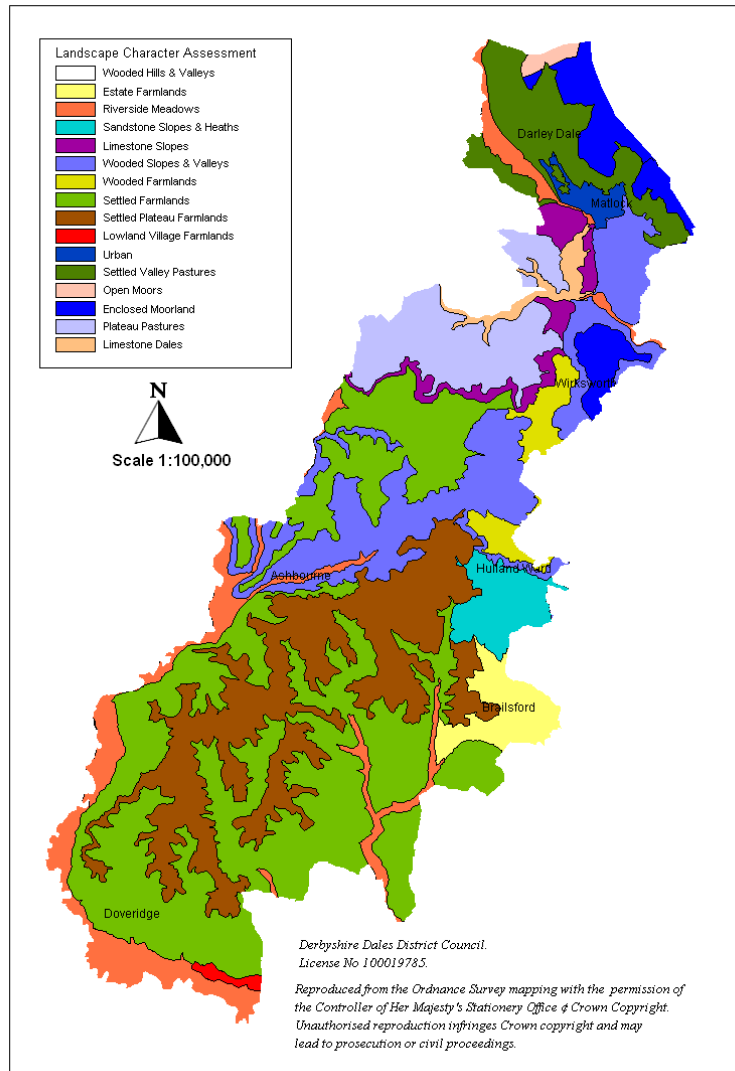 Landscape Character Assessment
Wooded Hills & Valleys
Estate Farmlands
Riverside Meadows
Sandstone Slopes & Heaths
Limestone Slopes
Wooded Slopes & Valleys
Wooded Farmlands
Settled Farmlands
Settled Plateau Farmlands
Lowland Village Farmlands
Urban
Settled Valley Pastures
Open Moors
Enclosed Moorland
Plateau Pastures
Limestone Dales
N
Scale 1:100,000
Darley Dale
Matlock
Wirksworth
Ashbourne
Hulland Ward
Brailsford
Doveridge
Derbyshire Dales District Council.
License No 100019785.
Reproduced from the Ordnance Survey mapping with the permission of
the Controller of Her Majesty's Stationery Office & Crown Copyright.
Unauthorised reproduction infringes Crown copyright and may
lead to prosecution or civil proceedings.